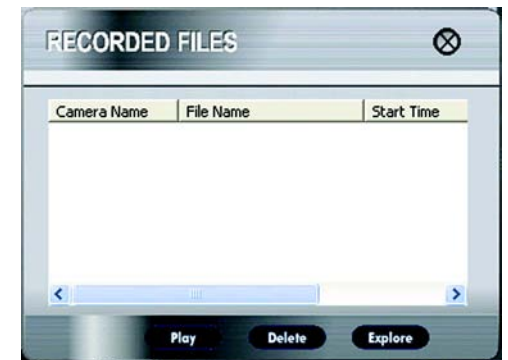 RECORDED FILES
Camera Name File Name Start Time
Play Delete Explore